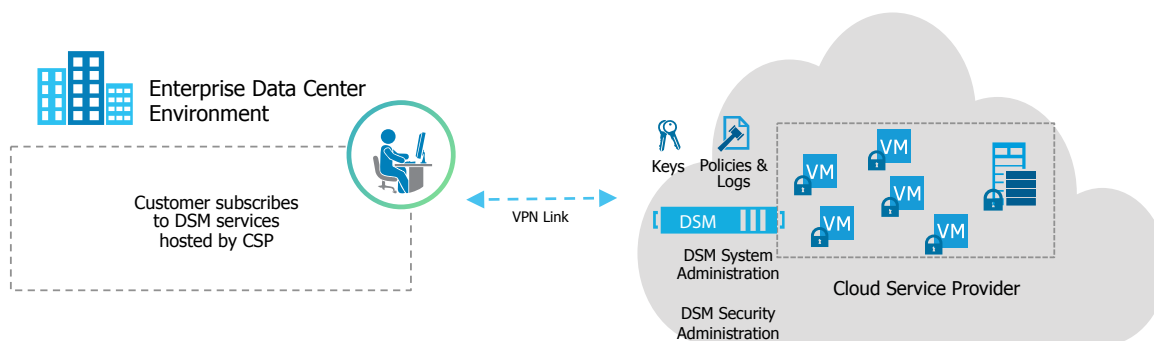 Enterprise Data Center
Environment
Customer subscribes
to DSM services
hosted by CSP
VPN Link
Keys
Policies &
Logs
DSM
DSM System
Administration
DSM Security
Administration
VM
VM
VM
VM
VM
Cloud Service Provider